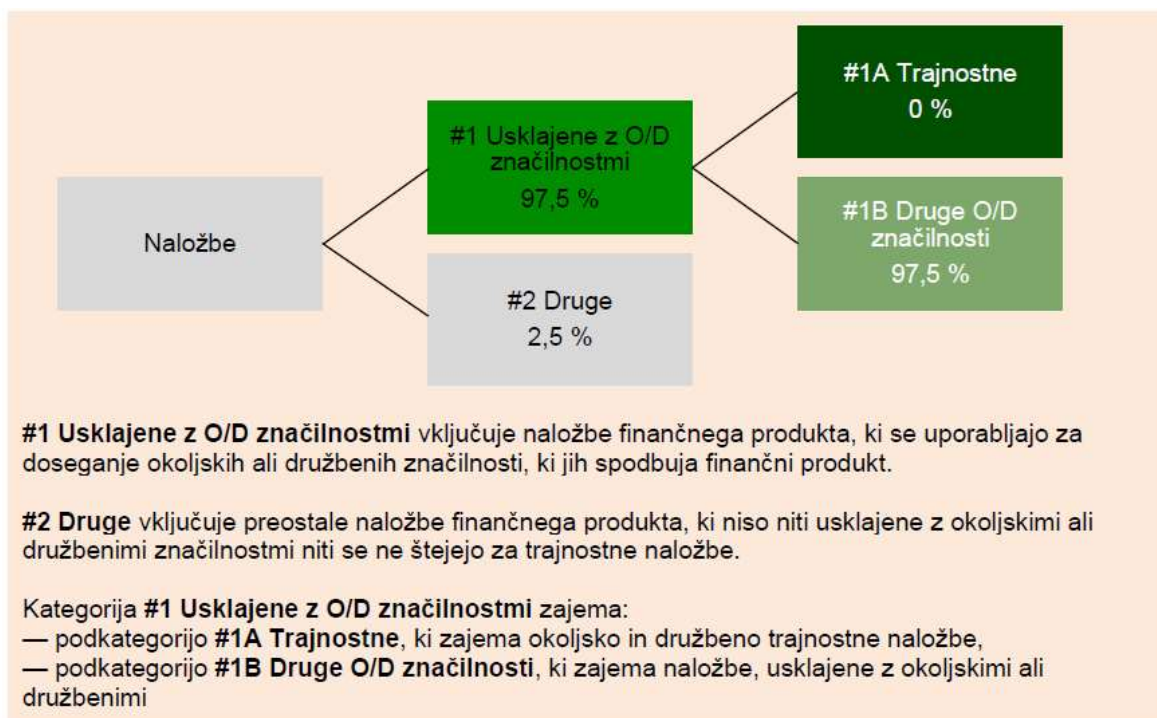 #1A Trajnostne
0 %
#1 Usklajene z O/D
značilnostmi
97,5 %
Naložbe
#1B Druge O/D
značilnosti
97,5 %
#2 Druge
2,5 %
#1 Usklajene z O/D značilnostmi vključuje naložbe finančnega produkta, ki se uporabljajo za
doseganje okoljskih ali družbenih značilnosti, ki jih spodbuja finančni produkt.
#2 Druge vključuje preostale naložbe finančnega produkta, ki niso niti usklajene z okoljskimi ali
družbenimi značilnostmi niti se ne štejejo za trajnostne naložbe.
Kategorija #1 Usklajene z O/D značilnostmi zajema:
— podkategorijo #1A Trajnostne, ki zajema okoljsko in družbeno trajnostne naložbe,
— podkategorijo #1B Druge O/D značilnosti, ki zajema naložbe, usklajene z okoljskimi ali
družbenimi